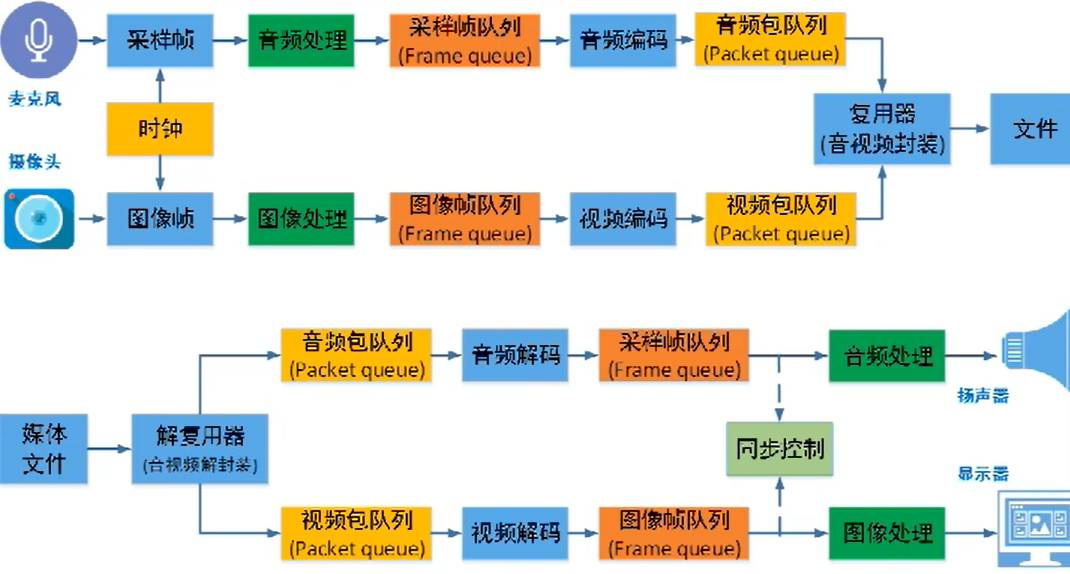 采样帧
音频处理
采样帧队列
(Frame queue)
音频编码
音频包队列
(Packet queue)
麦克风
时钟
复用器
(音视频封装)
文件
摄像头
图像帧
图像处理
图像帧队列
(Frame queue)
视频编码
视频包队列
(Packet queue)
音频包队列
(Packet queue)
音频解码
采样帧队列
(Frame queue)
音频处理
扬声器
媒体
文件
解复用器
(音视频解封装)
同步控制
显示器
视频包队列
(Packet queue)
视频解码
图像帧队列
(Frame queue)
图像处理